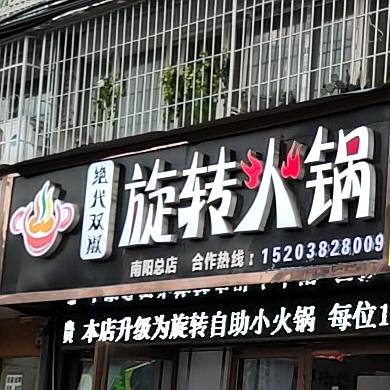 绝代双椒
旋转火锅
南阳总店 合作热线:15203828009
本店升级为旋转自助小火锅 每位1